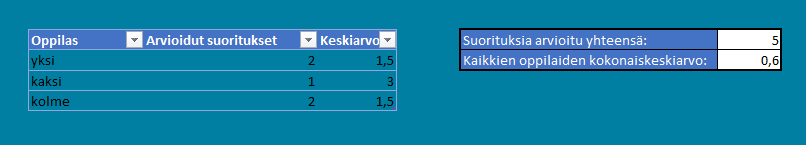 Oppilas Arvioidut suoritukset Keskiarvo
yksi 2 1,5
kaksi 1 3
kolme 2 1,5
Suorituksia arvioitu yhteensä: 5
Kaikkien oppilaiden kokonaiskeskiarvo: 0,6